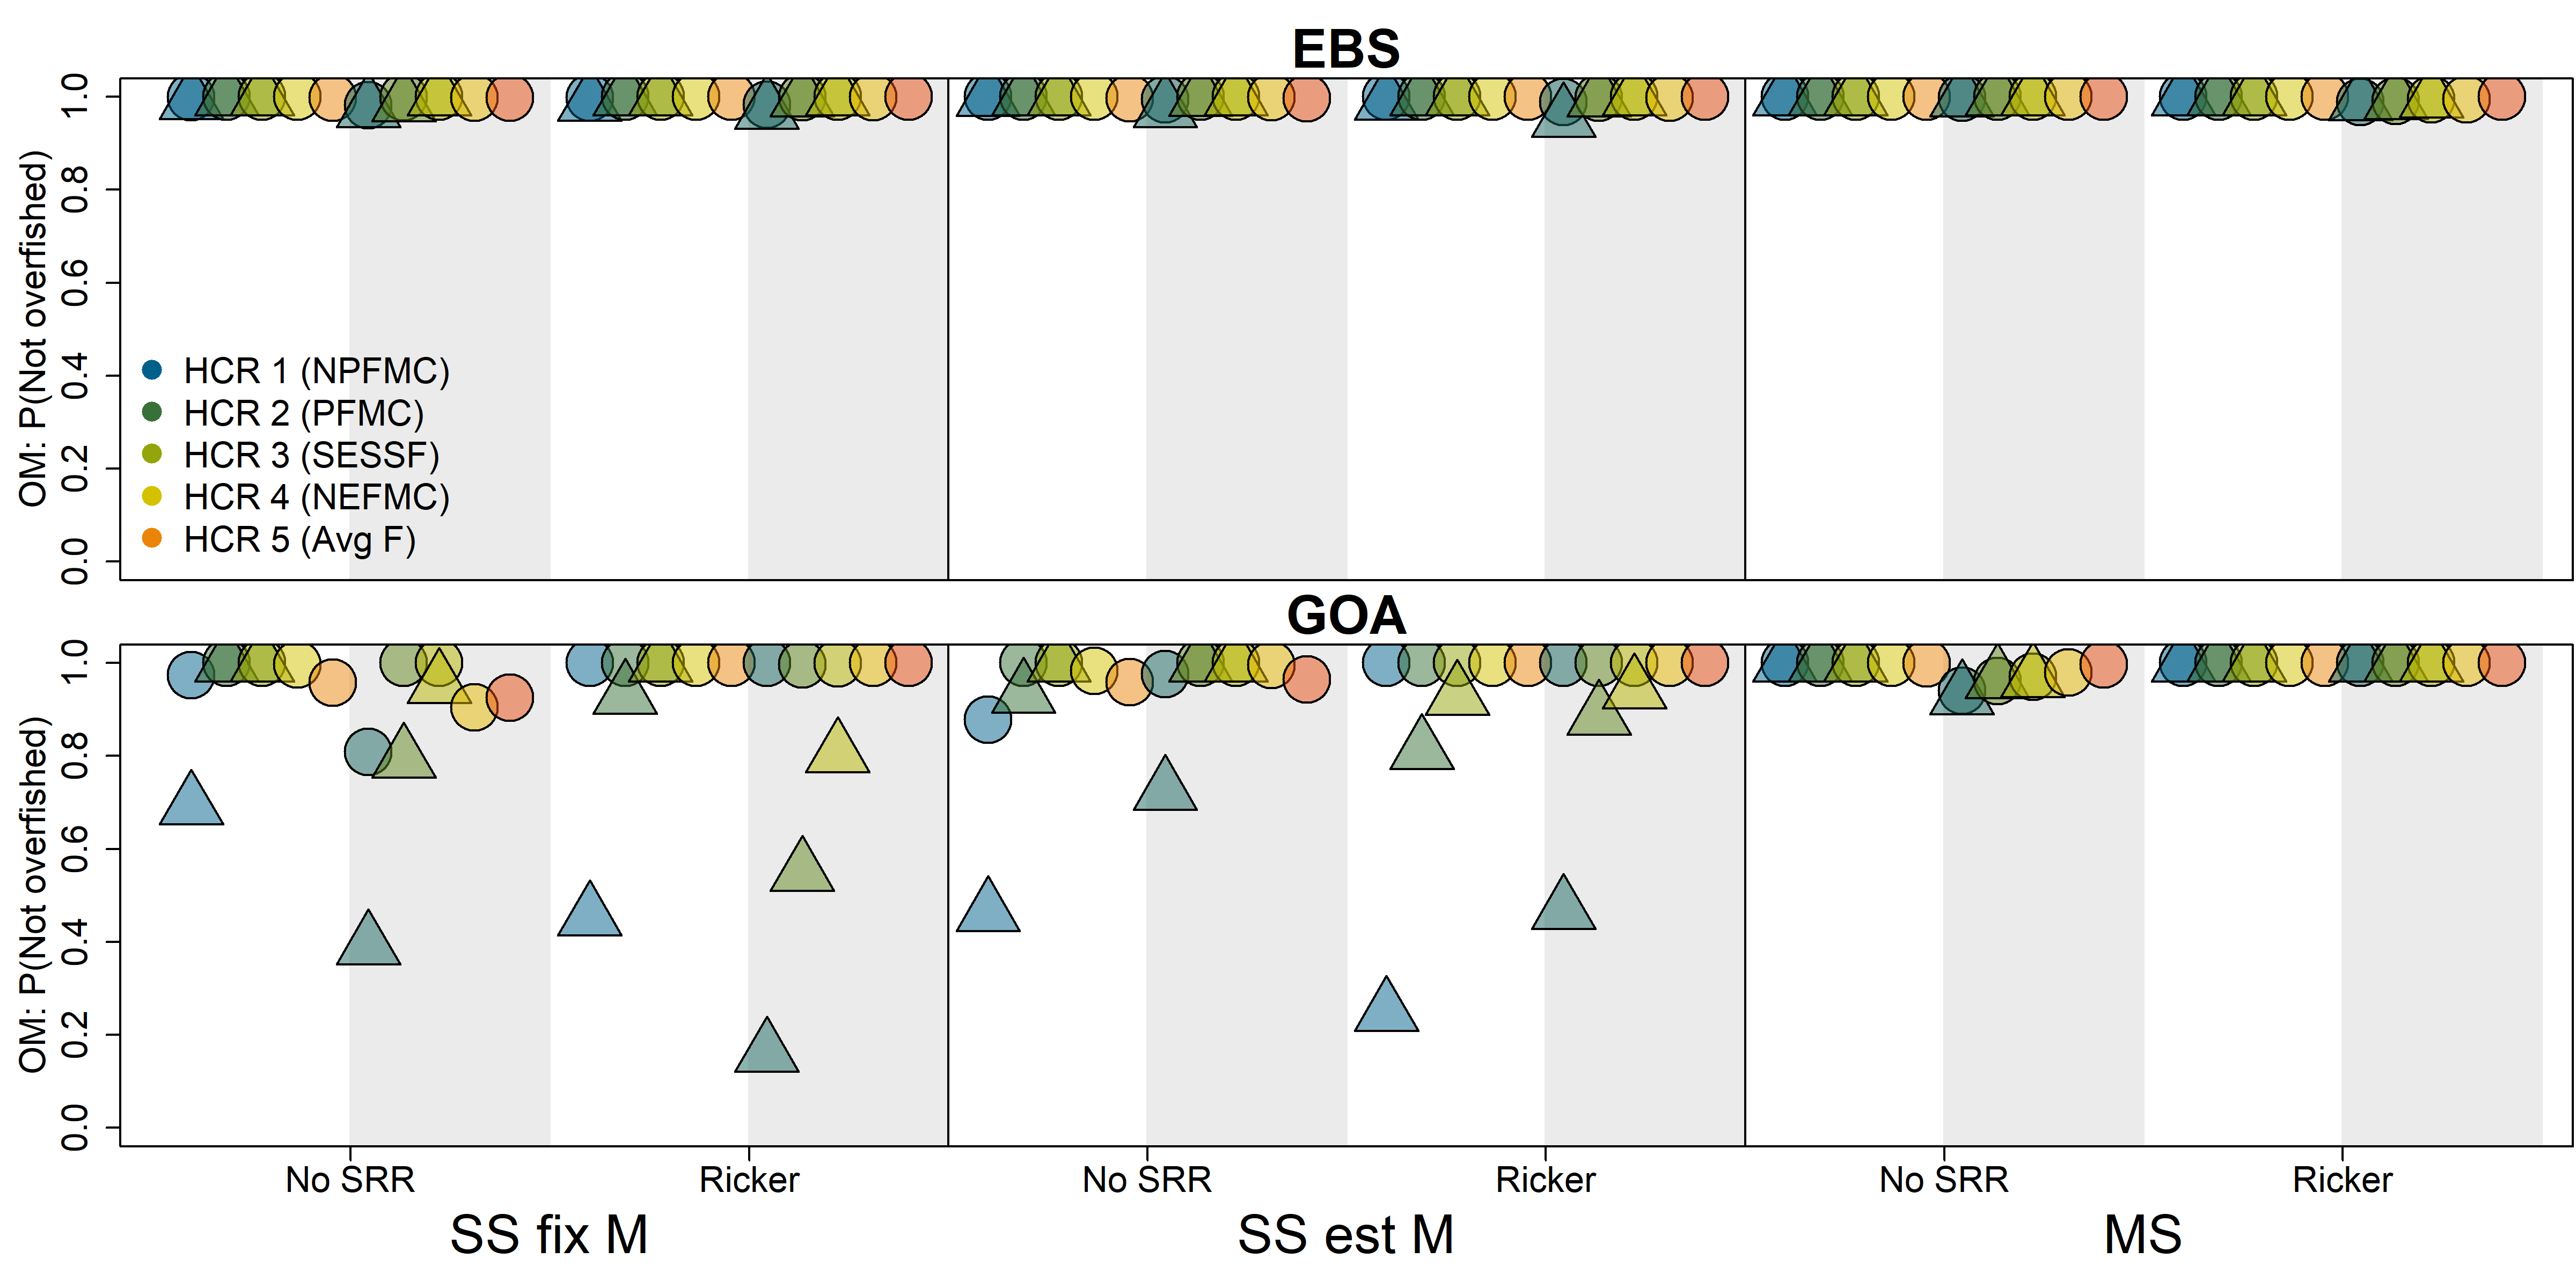 EBS
OM: P(Not overfished)
1.0
0.8
0.6
0.4
0.2
0.0
HCR 1 (NPFMC)
HCR 2 (PFMC)
HCR 3 (SESSF)
HCR 4 (NEFMC)
HCR 5 (Avg F)
GOA
OM: P(Not overfished)
1.0
0.8
0.6
0.4
0.2
0.0
No SRR Ricker No SRR Ricker No SRR Ricker
SS fix M SS est M MS